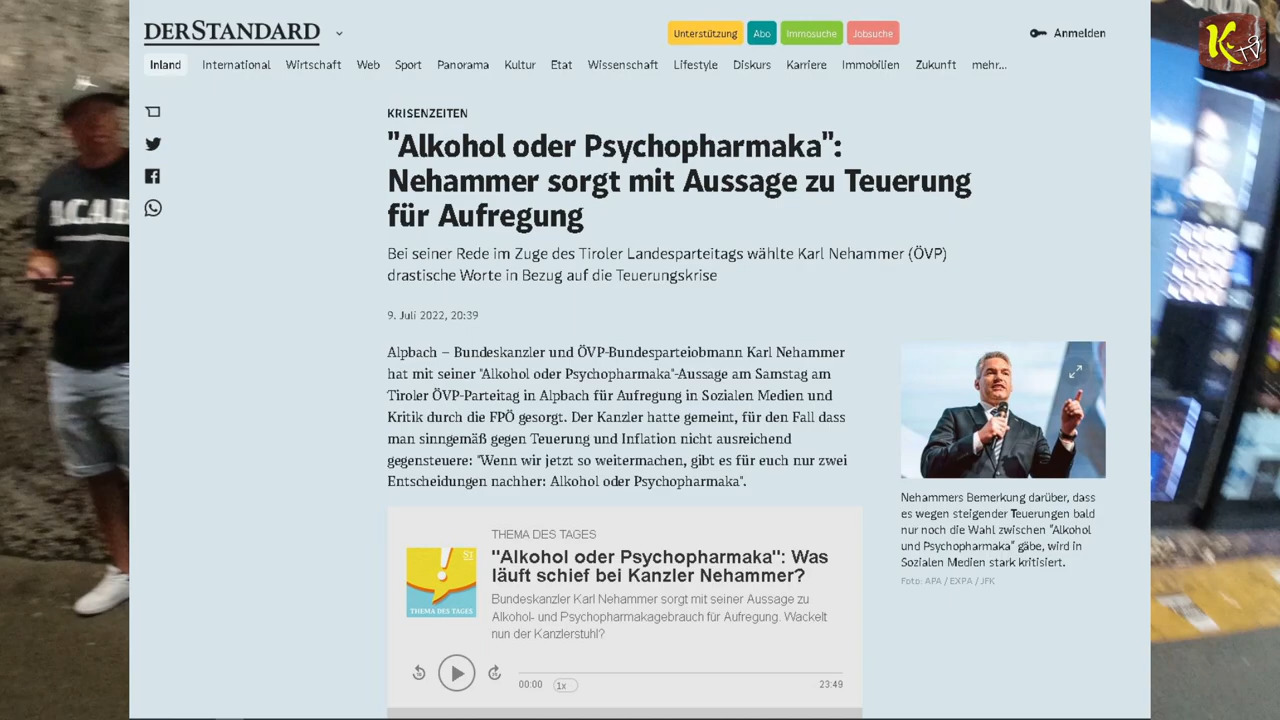 DERSTANDARD
Unterstützung Abo Immosuche Jobsuche
Anmelden
Inland International Wirtschaft Web Sport Panorama Kultur Etat Wissenschaft Lifestyle Diskurs Karriere Immobilien Zukunft mehr...
KRISENZEITEN
"Alkohol oder Psychopharmaka":
Nehammer sorgt mit Aussage zu Teuerung
für Aufregung
Bei seiner Rede im Zuge des Tiroler Landesparteitags wählte Karl Nehammer (ÖVP)
drastische Worte in Bezug auf die Teuerungskrise
9. Juli 2022, 20:39
Alpbach – Bundeskanzler und ÖVP-Bundesparteiobmann Karl Nehammer
hat mit seiner "Alkohol oder Psychopharmaka"-Aussage am Samstag am
Tiroler ÖVP-Parteitag in Alpbach für Aufregung in Sozialen Medien und
Kritik durch die FPÖ gesorgt. Der Kanzler hatte gemeint, für den Fall dass
man sinngemäß gegen Teuerung und Inflation nicht ausreichend
gegensteuere: "Wenn wir jetzt so weitermachen, gibt es für euch nur zwei
Entscheidungen nachher: Alkohol oder Psychopharmaka".
Nehammers Bemerkung darüber, dass
es wegen steigender Teuerungen bald
nur noch die Wahl zwischen "Alkohol
und Psychopharmaka" gäbe, wird in
Sozialen Medien stark kritisiert.
Foto: APA / EXPA / JFK
THEMA DES TAGES
"Alkohol oder Psychopharmaka": Was
läuft schief bei Kanzler Nehammer?
Bundeskanzler Karl Nehammer sorgt mit seiner Aussage zu
Alkohol- und Psychopharmakagebrauch für Aufregung. Wackelt
nun der Kanzlerstuhl?
ST
THEMA DES TAGES
00:00 1x 23:49
ACAB
K TV